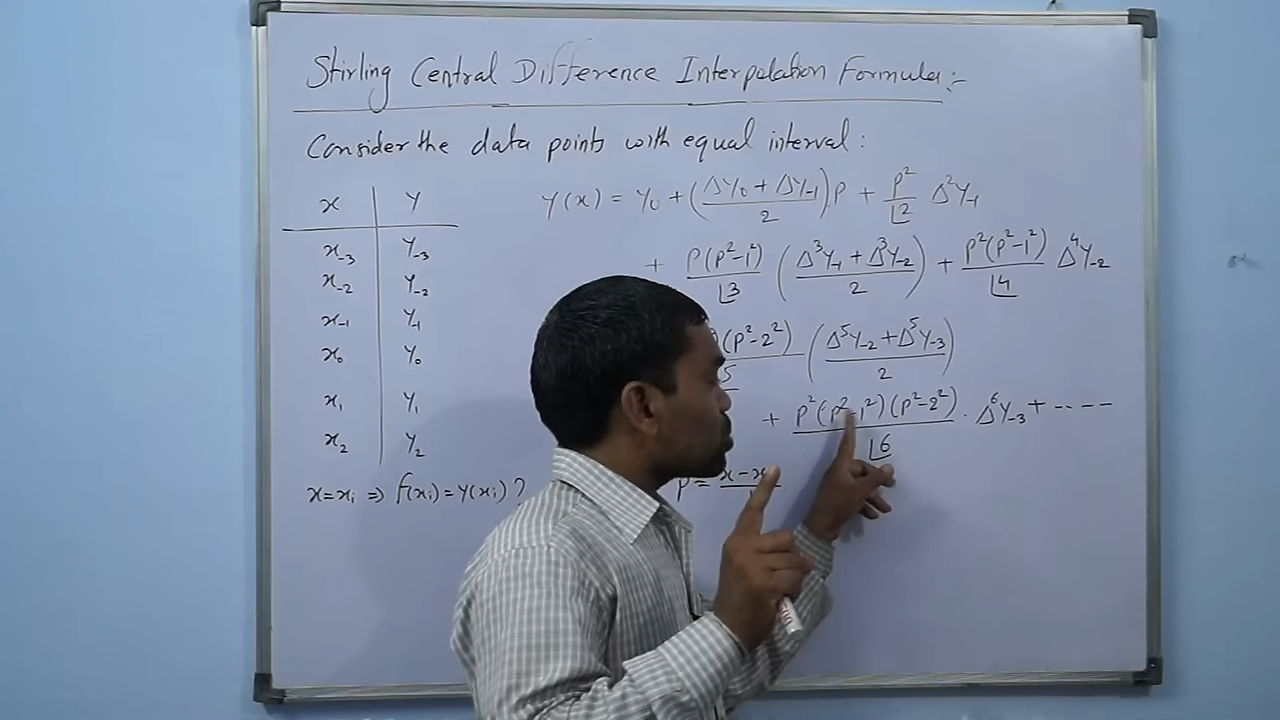 Stirling Central Difference Interpolation Formula:-
Consider the data points with equal interval:
x | y
x₋₃ | y₋₃
x₋₂ | y₋₂
x₋₁ | y₋₁
x₀ | y₀
x₁ | y₁
x₂ | y₂
x=xᵢ ⇒ f(xᵢ)=y(xᵢ)?
y(x) = y₀ + ((Δy₀ + Δy₋₁)/2) p + p²/⌊2 Δ²y₋₁
+ p(p²-1²)/⌊3 ((Δ³y₋₁ + Δ³y₋₂)/2) + p²(p²-1²)/⌊4 Δ⁴y₋₂
)(p²-2²)/5 ((Δ⁵y₋₂ + Δ⁵y₋₃)/2)
+ p²(p²-1²)(p²-2²)/⌊6 . Δ⁶y₋₃ + ----
p = x-x